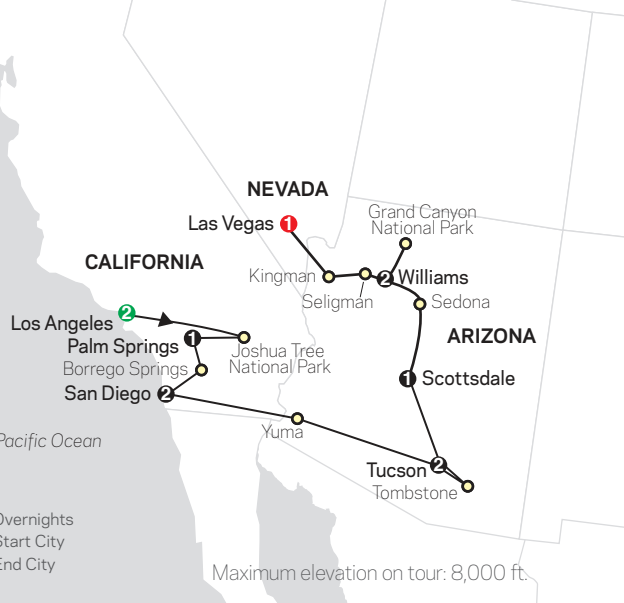 NEVADA
Las Vegas
1
Grand Canyon
National Park
CALIFORNIA
Kingman
Seligman
2
Williams
Sedona
Los Angeles
2
ARIZONA
Palm Springs
1
Joshua Tree
National Park
Borrego Springs
San Diego
2
1
Scottsdale
Yuma
Pacific Ocean
Tucson
2
Tombstone
Overnights
Start City
End City
Maximum elevation on tour: 8,000 ft.